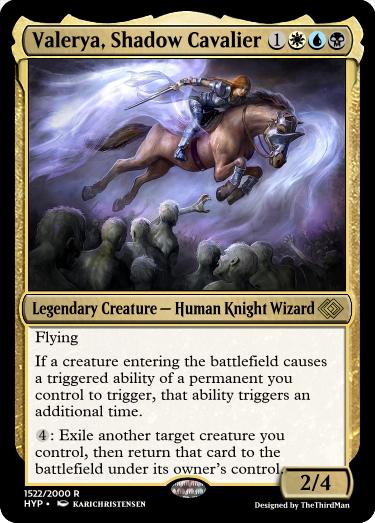 Valerya, Shadow Cavalier 1
Legendary Creature — Human Knight Wizard
Flying
If a creature entering the battlefield causes
a triggered ability of a permanent you
control to trigger, that ability triggers an
additional time.
4: Exile another target creature you
control, then return that card to the
battlefield under its owner's control.
2/4
1522/2000 R
HYP • KARICHRISTENSEN
Designed by TheThirdMan